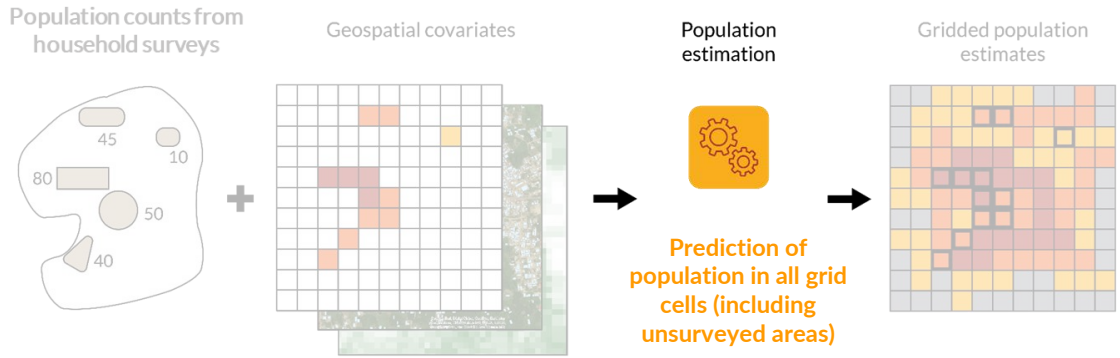 Population counts from
household surveys
45
10
80
50
40
Geospatial covariates
Population
estimation
Prediction of
population in all grid
cells (including
unsurveyed areas)
Gridded population
estimates